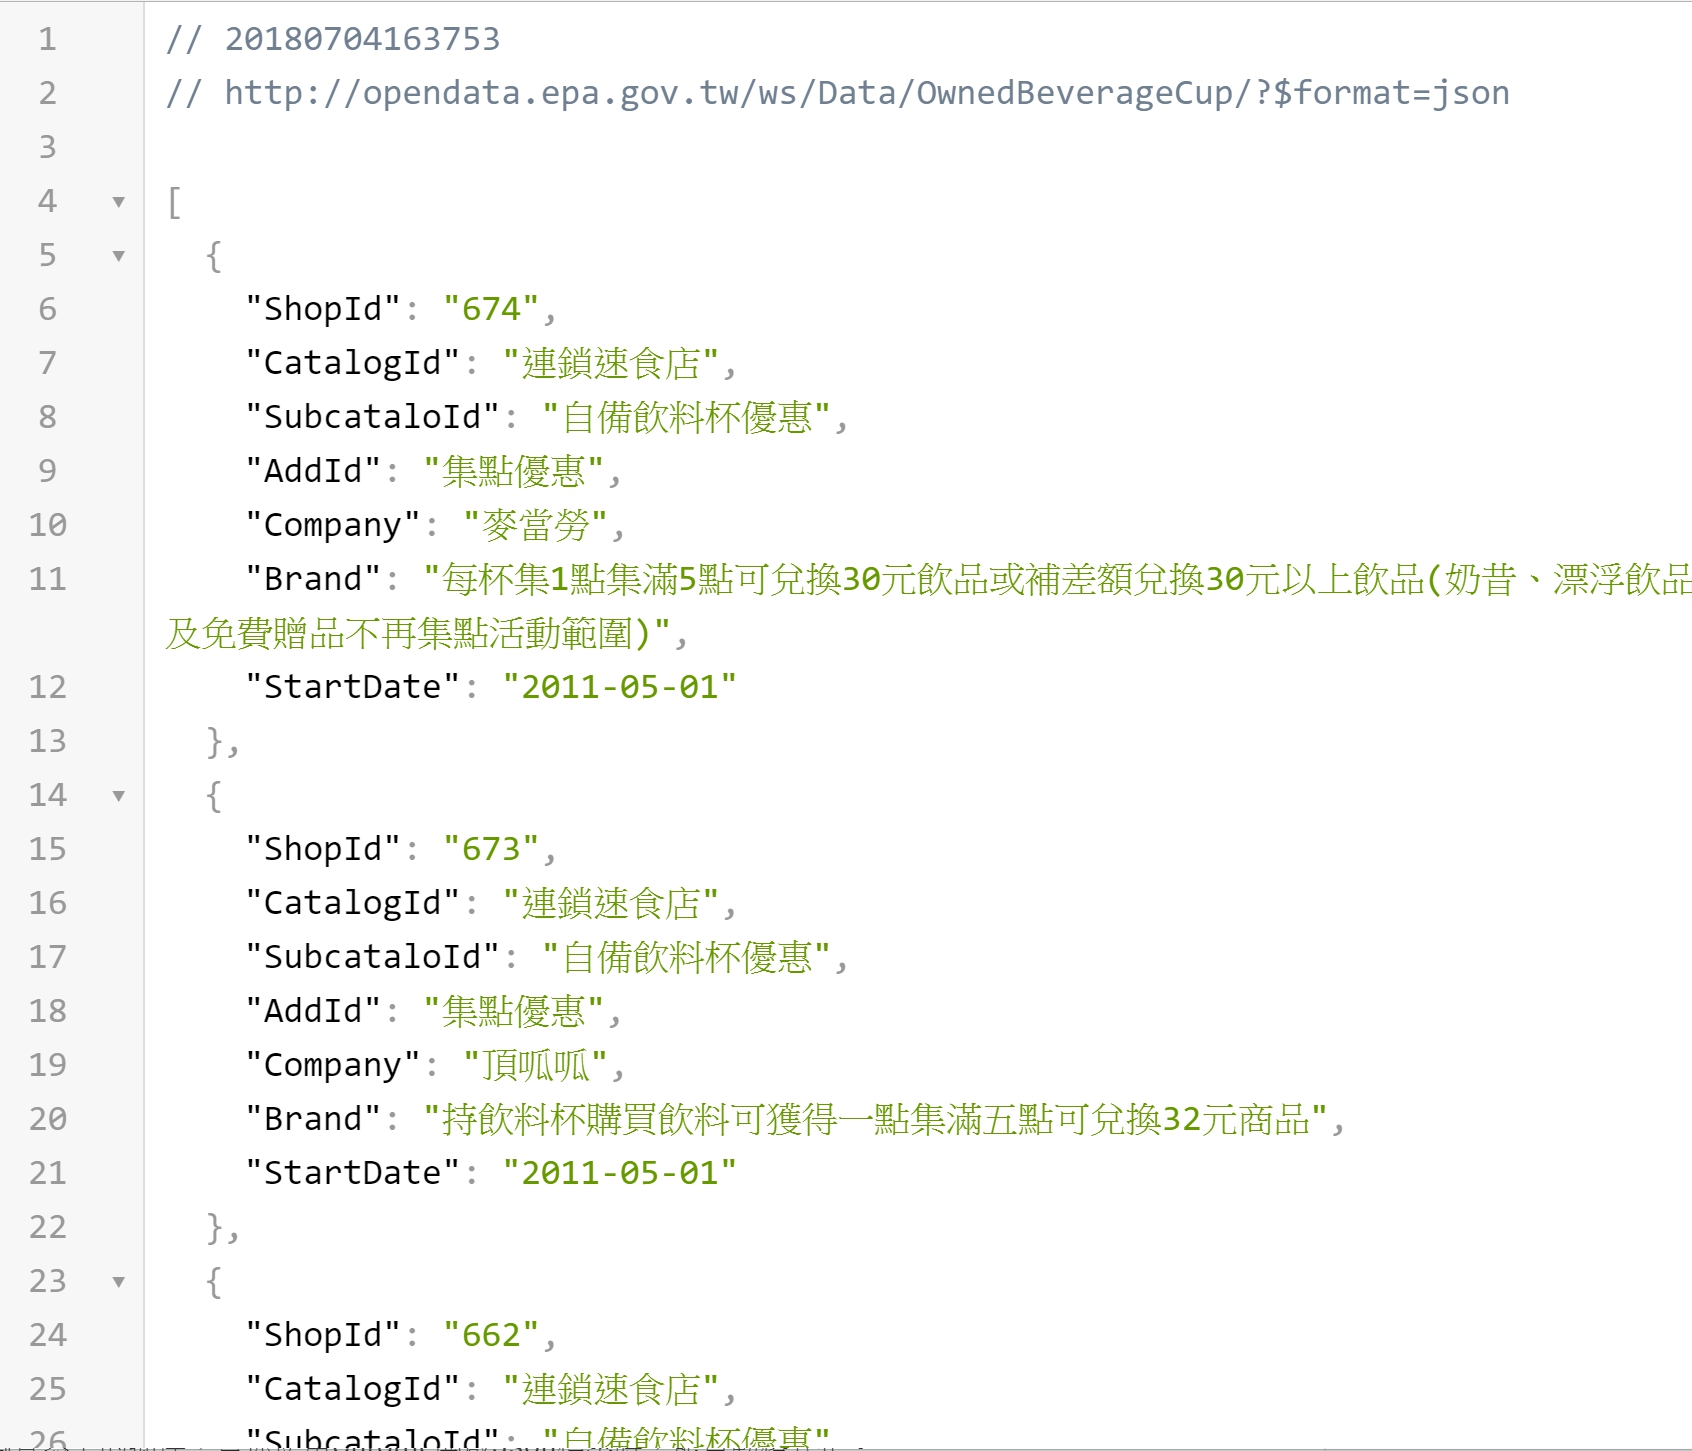 1 // 20180704163753
2 // http://opendata.epa.gov.tw/ws/Data/OwnedBeverageCup/?$format=json
3
4 [
5 {
6 "ShopId": "674",
7 "CatalogId": "連鎖速食店",
8 "SubcataloId": "自備飲料杯優惠",
9 "AddId": "集點優惠",
10 "Company": "麥當勞",
11 "Brand": "每杯集1點集滿5點可兌換30元飲品或補差額兌換30元以上飲品(奶昔、漂浮飲品
及免費贈品不再集點活動範圍)",
12 "StartDate": "2011-05-01"
13 },
14 {
15 "ShopId": "673",
16 "CatalogId": "連鎖速食店",
17 "SubcataloId": "自備飲料杯優惠",
18 "AddId": "集點優惠",
19 "Company": "頂呱呱",
20 "Brand": "持飲料杯購買飲料可獲得一點集滿五點可兌換32元商品",
21 "StartDate": "2011-05-01"
22 },
23 {
24 "ShopId": "662",
25 "CatalogId": "連鎖速食店",
26 "SubcataloId": "自備飲料杯優惠"